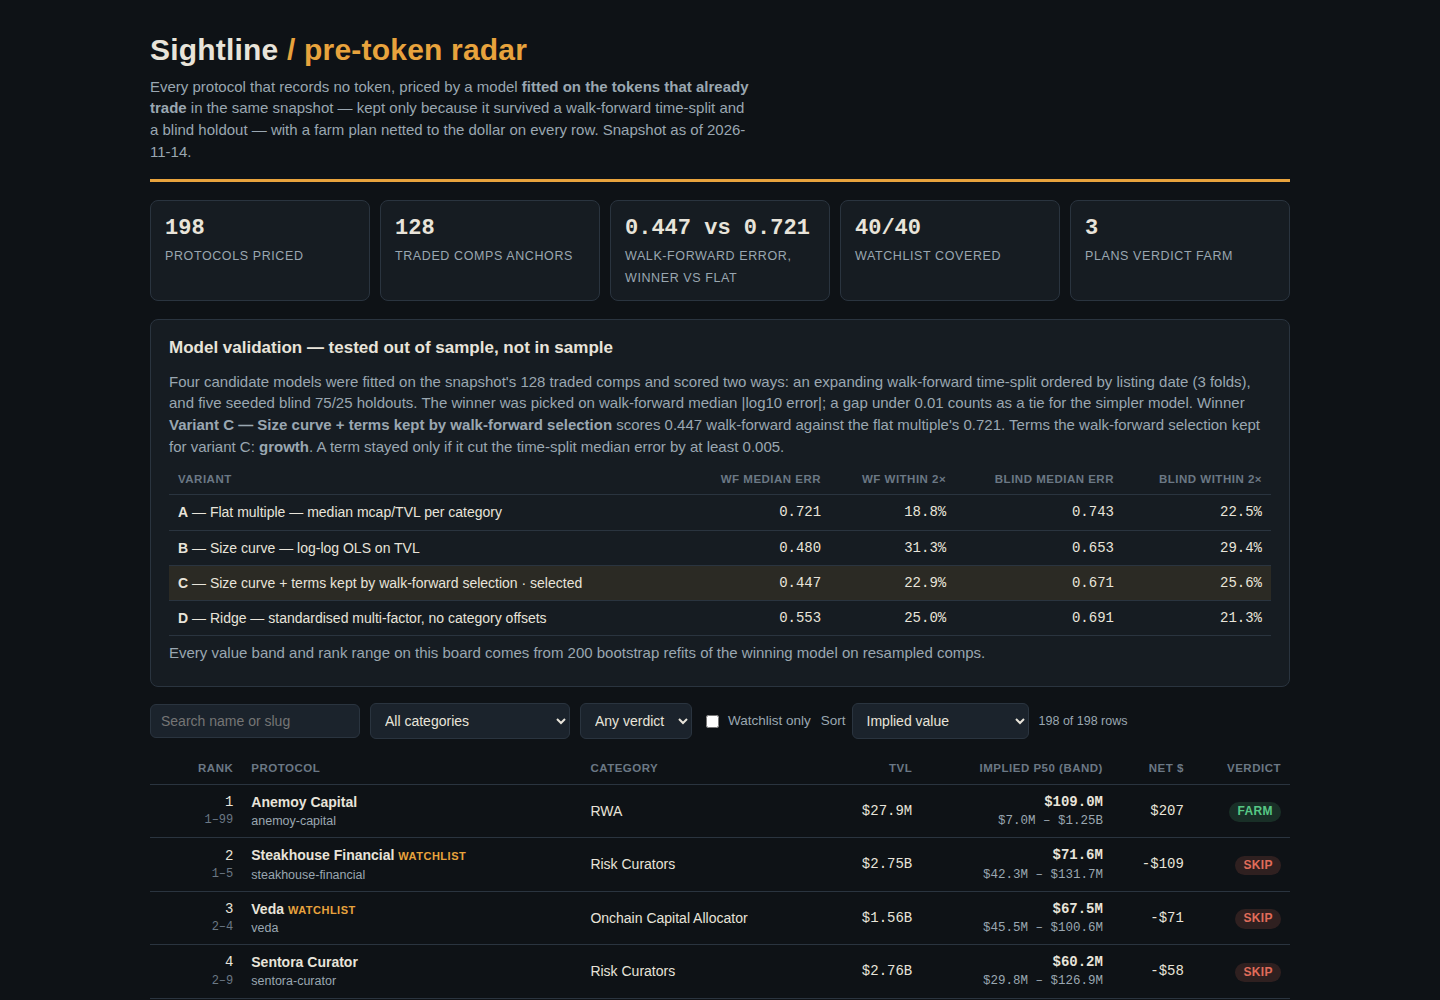 Sightline / pre-token radar
Every protocol that records no token, priced by a model fitted on the tokens that already
trade in the same snapshot — kept only because it survived a walk-forward time-split and
a blind holdout — with a farm plan netted to the dollar on every row. Snapshot as of 2026-
11-14.
198
PROTOCOLS PRICED
128
TRADED COMPS ANCHORS
0.447 vs 0.721
WALK-FORWARD ERROR,
WINNER VS FLAT
40/40
WATCHLIST COVERED
3
PLANS VERDICT FARM
Model validation — tested out of sample, not in sample
Four candidate models were fitted on the snapshot's 128 traded comps and scored two ways: an expanding walk-forward time-split ordered by listing date (3 folds),
and five seeded blind 75/25 holdouts. The winner was picked on walk-forward median |log10 error|; a gap under 0.01 counts as a tie for the simpler model. Winner
Variant C — Size curve + terms kept by walk-forward selection scores 0.447 walk-forward against the flat multiple's 0.721. Terms the walk-forward selection kept
for variant C: growth. A term stayed only if it cut the time-split median error by at least 0.005.
VARIANT WF MEDIAN ERR WF WITHIN 2× BLIND MEDIAN ERR BLIND WITHIN 2×
A — Flat multiple — median mcap/TVL per category 0.721 18.8% 0.743 22.5%
B — Size curve — log-log OLS on TVL 0.480 31.3% 0.653 29.4%
C — Size curve + terms kept by walk-forward selection · selected 0.447 22.9% 0.671 25.6%
D — Ridge — standardised multi-factor, no category offsets 0.553 25.0% 0.691 21.3%
Every value band and rank range on this board comes from 200 bootstrap refits of the winning model on resampled comps.
Search name or slug All categories Any verdict Watchlist only Sort Implied value 198 of 198 rows
RANK PROTOCOL CATEGORY TVL IMPLIED P50 (BAND) NET $ VERDICT
1 Anemoy Capital RWA $27.9M $109.0M $207 FARM
1–99 anemoy-capital $7.0M – $1.25B
2 Steakhouse Financial WATCHLIST Risk Curators $2.75B $71.6M -$109 SKIP
1–5 steakhouse-financial $42.3M – $131.7M
3 Veda WATCHLIST Onchain Capital Allocator $1.56B $67.5M -$71 SKIP
2–4 veda $45.5M – $100.6M
4 Sentora Curator Risk Curators $2.76B $60.2M -$58 SKIP
2–9 sentora-curator $29.8M – $126.9M